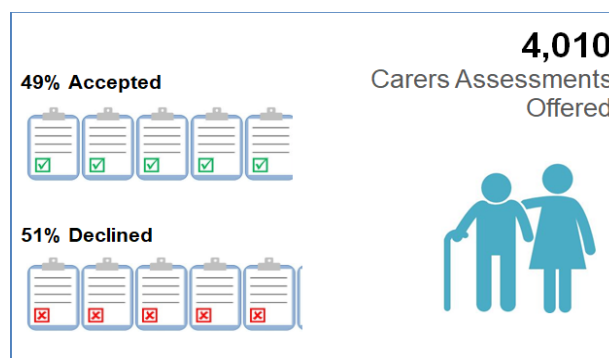 49% Accepted
51% Declined
4,010
Carers Assessments
Offered